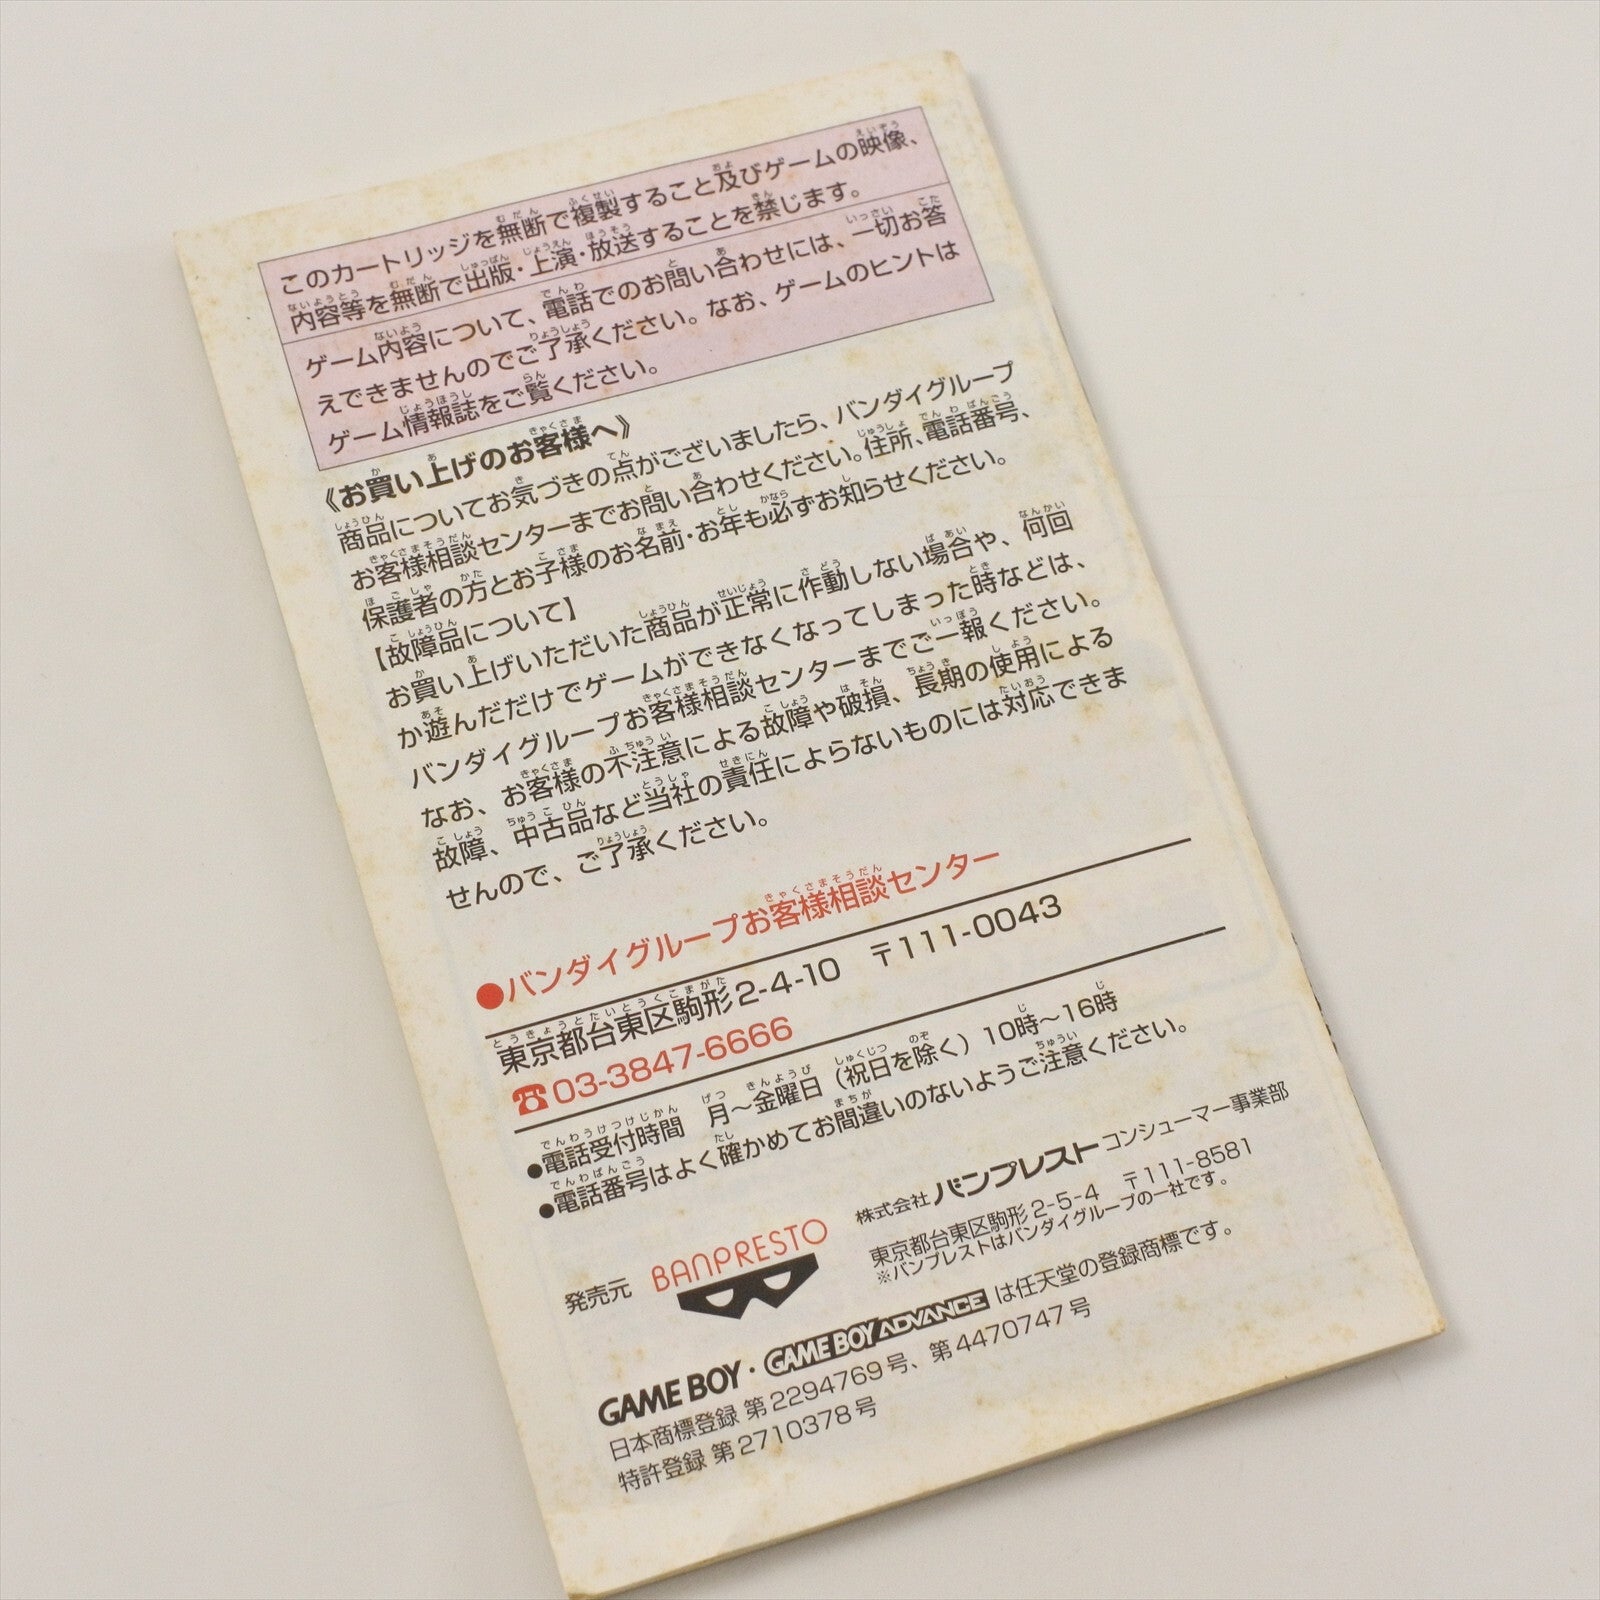 このカートリッジを無断で複製すること及びゲームの映像、
内容等を無断で出版・上演・放送することを禁じます。
ゲーム内容について、電話でのお問い合わせには、一切お答
えできませんのでご了承ください。なお、ゲームのヒントは
ゲーム情報誌をご覧ください。
《お買い上げのお客様へ》
商品についてお気づきの点がございましたら、バンダイグループ
お客様相談センターまでお問い合わせください。住所、電話番号、
保護者の方とお子様のお名前・お年も必ずお知らせください。
【故障品について】
お買い上げいただいた商品が正常に作動しない場合や、何回
か遊んだだけでゲームができなくなってしまった時などは、
バンダイグループお客様相談センターまでご一報ください。
なお、お客様の不注意による故障や破損、長期の使用による
故障、中古品など当社の責任によらないものには対応できま
せんので、ご了承ください。
●バンダイグループお客様相談センター
東京都台東区駒形2-4-10 〒111-0043
☎03-3847-6666
●電話受付時間 月～金曜日（祝日を除く）10時～16時
●電話番号はよく確かめてお間違いのないようご注意ください。
発売元 BANPRESTO
株式会社バンプレスト コンシューマー事業部
東京都台東区駒形2-5-4 〒111-8581
※バンプレストはバンダイグループの一社です。
GAME BOY・GAME BOY ADVANCE は任天堂の登録商標です。
日本商標登録 第2294769号、第4470747号
特許登録 第2710378号